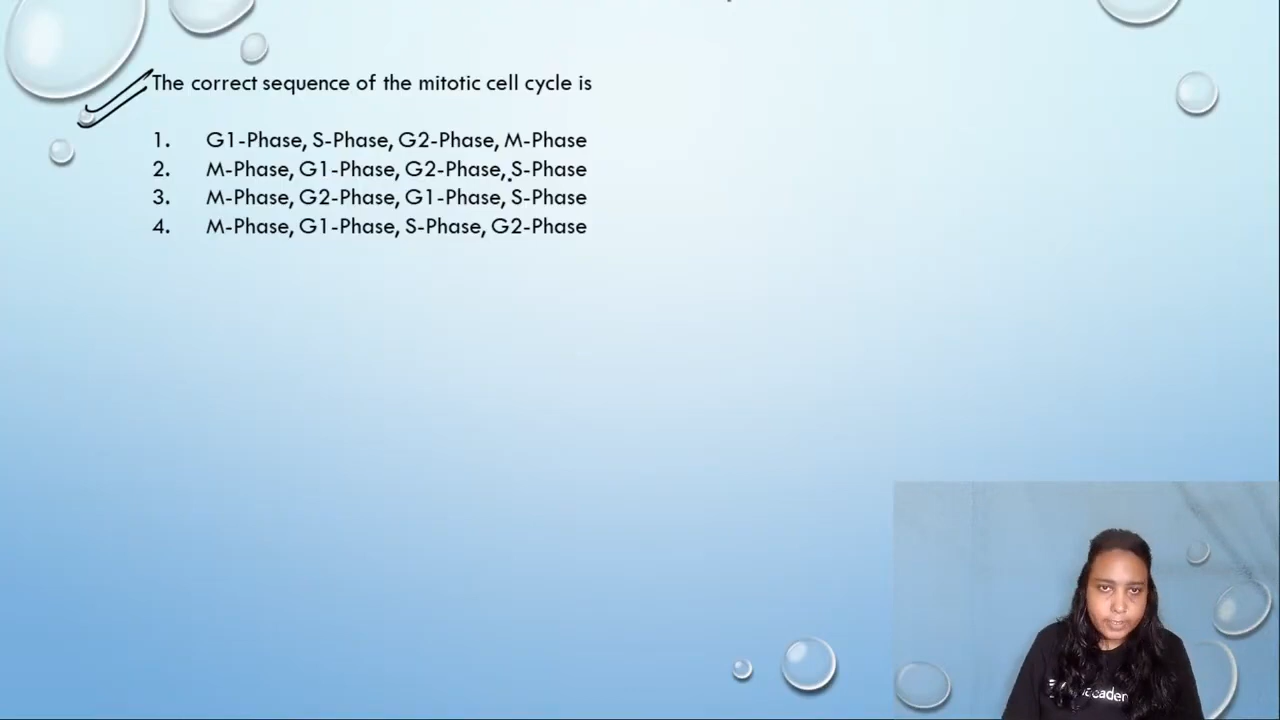 The correct sequence of the mitotic cell cycle is
1. G1-Phase, S-Phase, G2-Phase, M-Phase
2. M-Phase, G1-Phase, G2-Phase, S-Phase
3. M-Phase, G2-Phase, G1-Phase, S-Phase
4. M-Phase, G1-Phase, S-Phase, G2-Phase